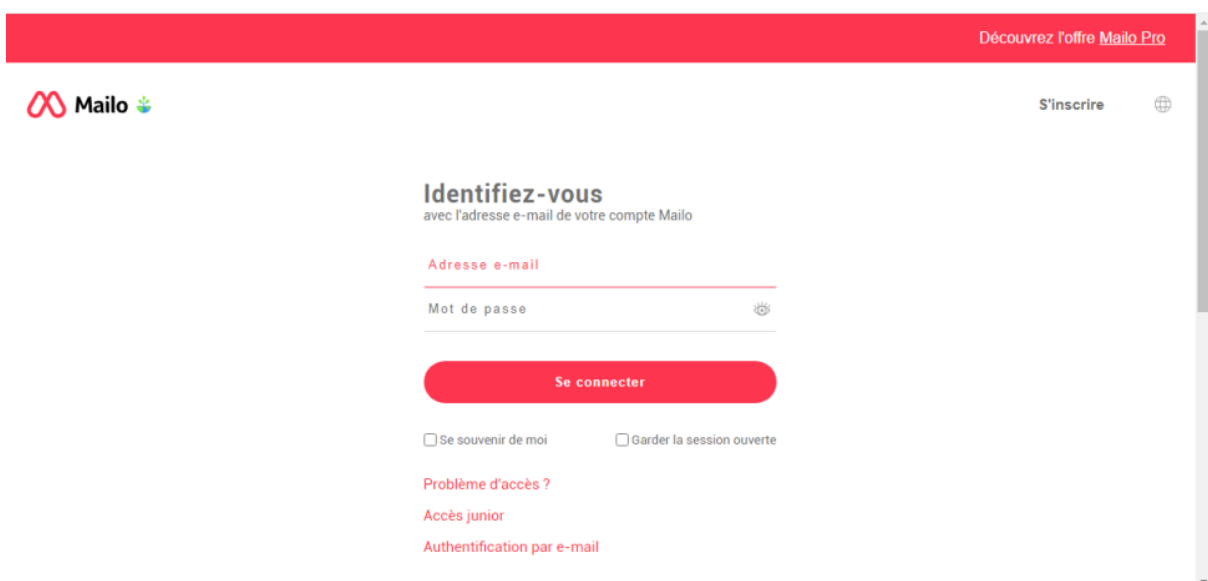 Découvrez l'offre Mailo Pro
Mailo
S'inscrire
Identifiez-vous
avec l'adresse e-mail de votre compte Mailo
Adresse e-mail
Mot de passe
Se connecter
Se souvenir de moi Garder la session ouverte
Problème d'accès ?
Accès junior
Authentification par e-mail